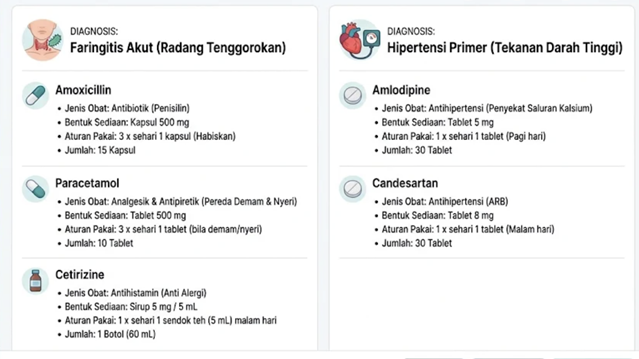 DIAGNOSIS:
Faringitis Akut (Radang Tenggorokan)
Amoxicillin
• Jenis Obat: Antibiotik (Penisilin)
• Bentuk Sediaan: Kapsul 500 mg
• Aturan Pakai: 3 x sehari 1 kapsul (Habiskan)
• Jumlah: 15 Kapsul
Paracetamol
• Jenis Obat: Analgesik & Antipiretik (Pereda Demam & Nyeri)
• Bentuk Sediaan: Tablet 500 mg
• Aturan Pakai: 3 x sehari 1 tablet (bila demam/nyeri)
• Jumlah: 10 Tablet
Cetirizine
• Jenis Obat: Antihistamin (Anti Alergi)
• Bentuk Sediaan: Sirup 5 mg / 5 mL
• Aturan Pakai: 1 x sehari 1 sendok teh (5 mL) malam hari
• Jumlah: 1 Botol (60 mL)
DIAGNOSIS:
Hipertensi Primer (Tekanan Darah Tinggi)
Amlodipine
• Jenis Obat: Antihipertensi (Penyekat Saluran Kalsium)
• Bentuk Sediaan: Tablet 5 mg
• Aturan Pakai: 1 x sehari 1 tablet (Pagi hari)
• Jumlah: 30 Tablet
Candesartan
• Jenis Obat: Antihipertensi (ARB)
• Bentuk Sediaan: Tablet 8 mg
• Aturan Pakai: 1 x sehari 1 tablet (Malam hari)
• Jumlah: 30 Tablet